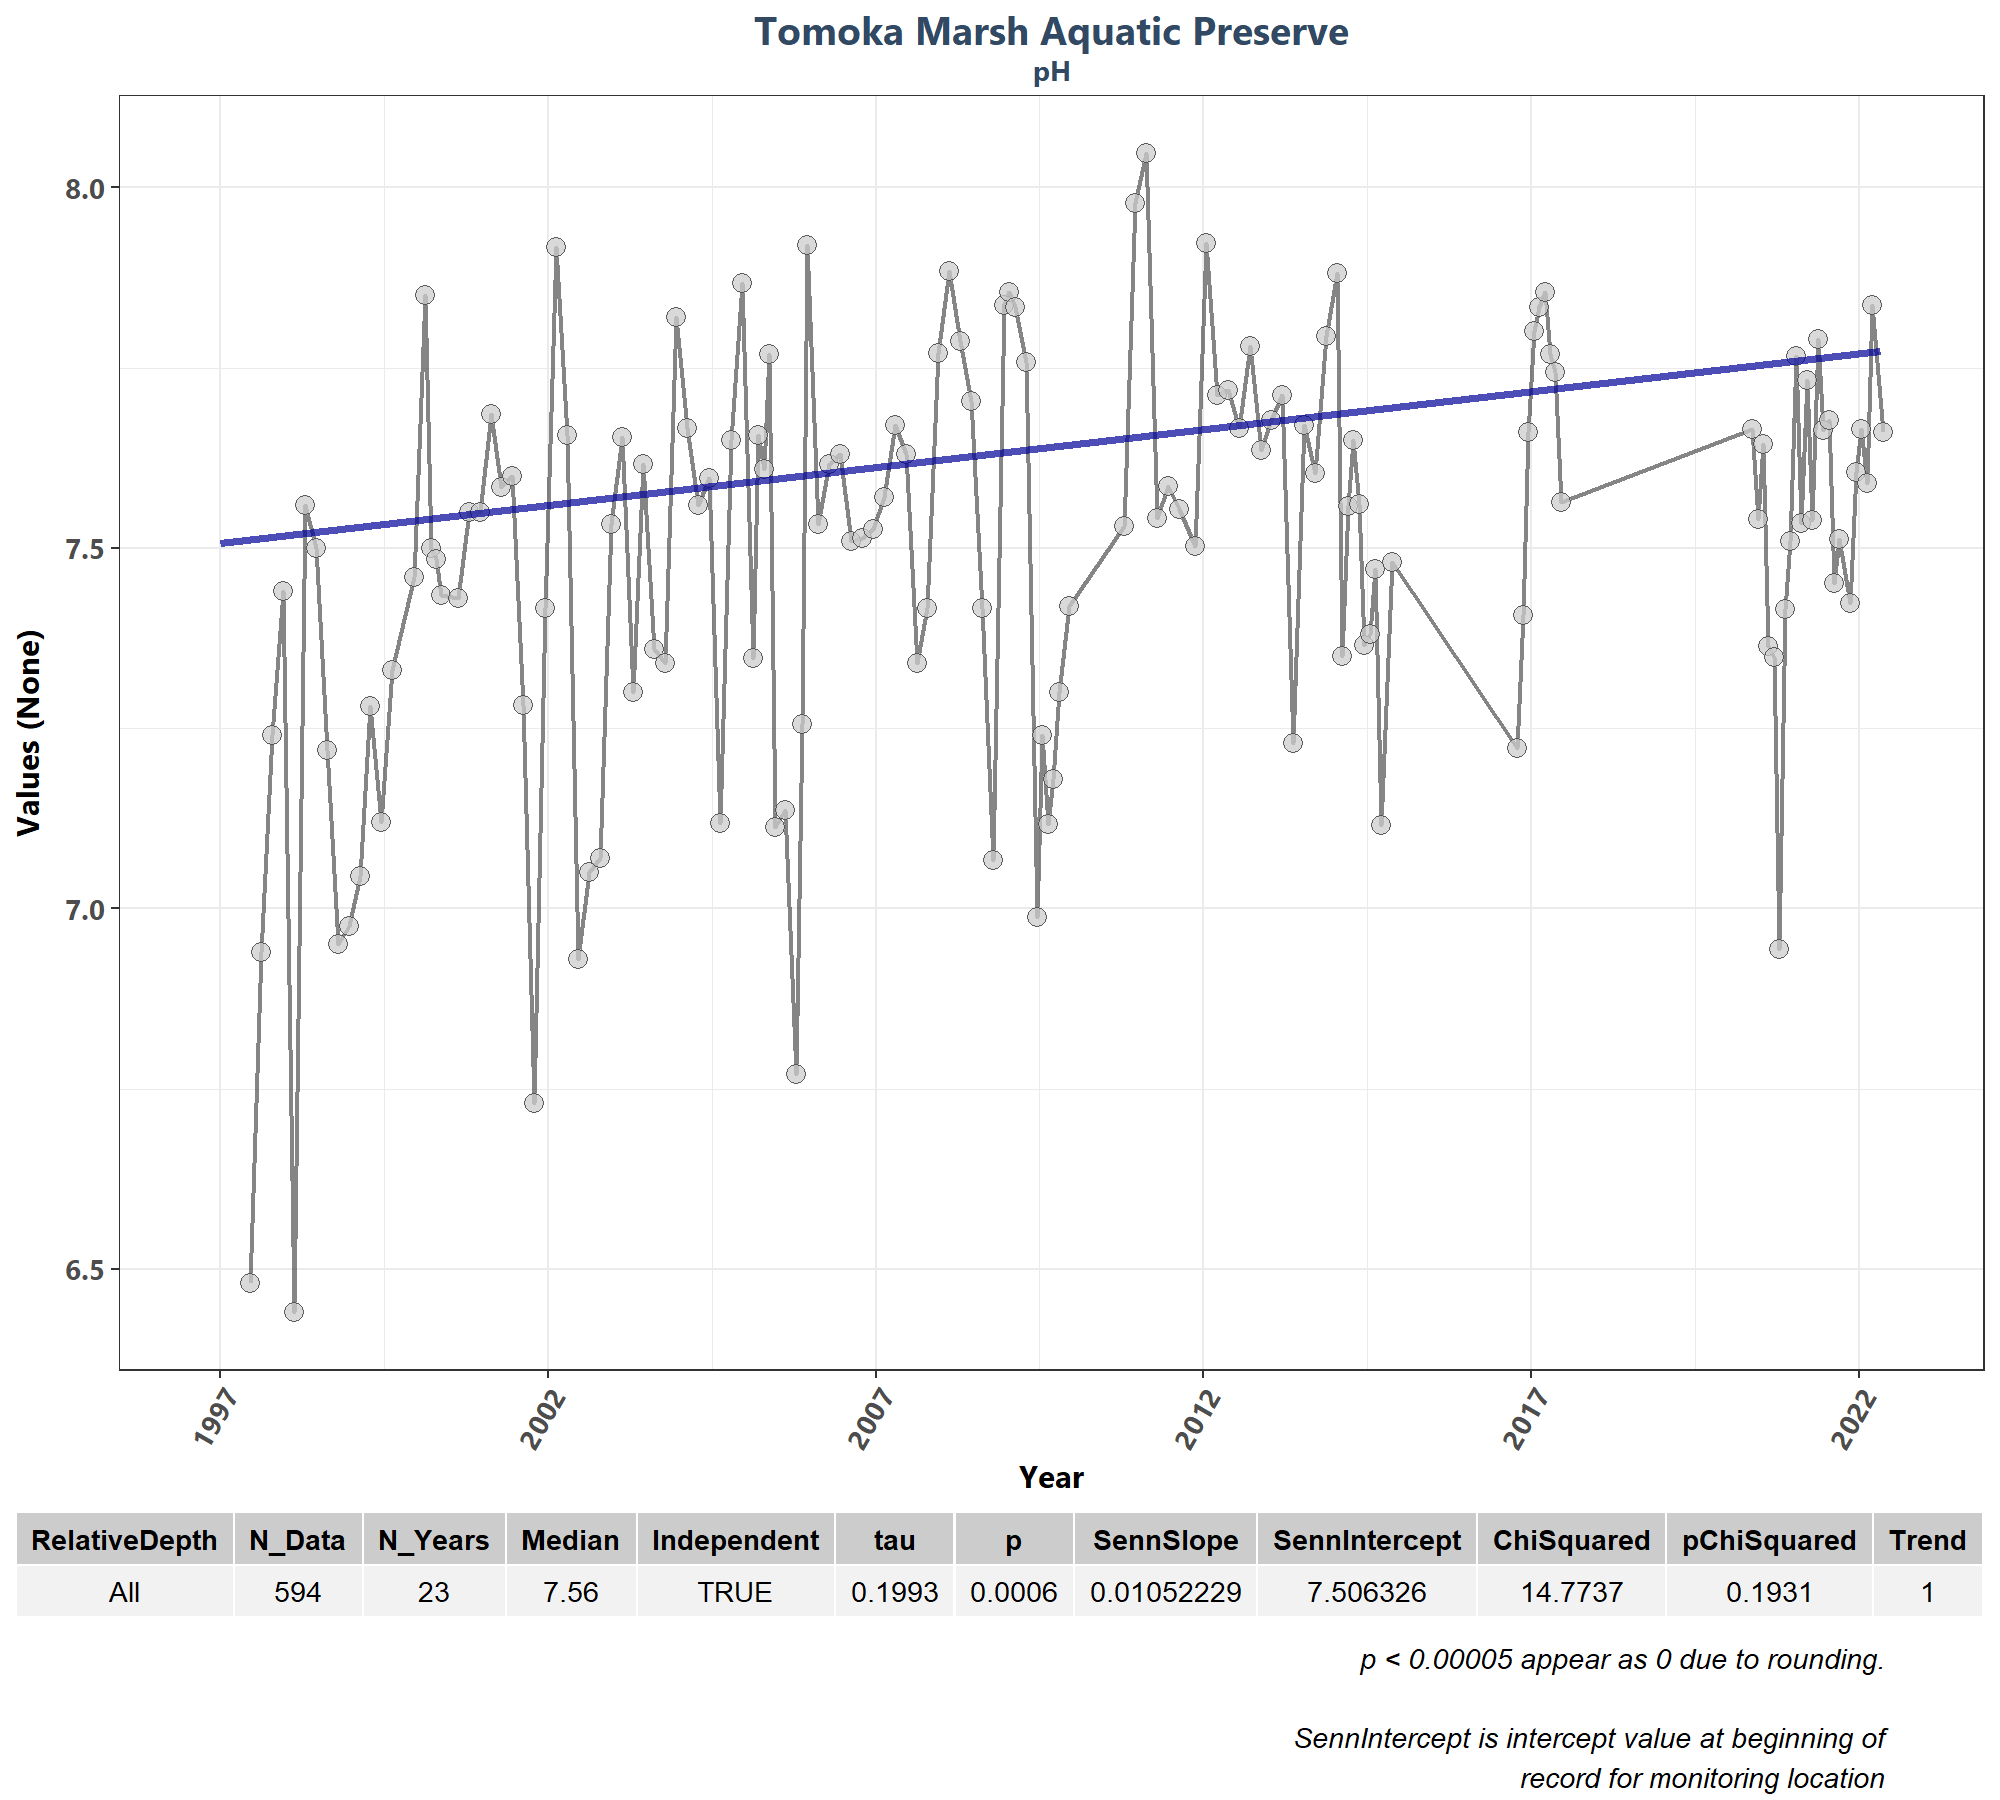 Tomoka Marsh Aquatic Preserve
pH
Values (None)
8.0
7.5
7.0
6.5
1997
2002
2007
2012
2017
2022
Year
RelativeDepth N_Data N_Years Median Independent tau p SennSlope SennIntercept ChiSquared pChiSquared Trend
All 594 23 7.56 TRUE 0.1993 0.0006 0.01052229 7.506326 14.7737 0.1931 1
p < 0.00005 appear as 0 due to rounding.
SennIntercept is intercept value at beginning of
record for monitoring location